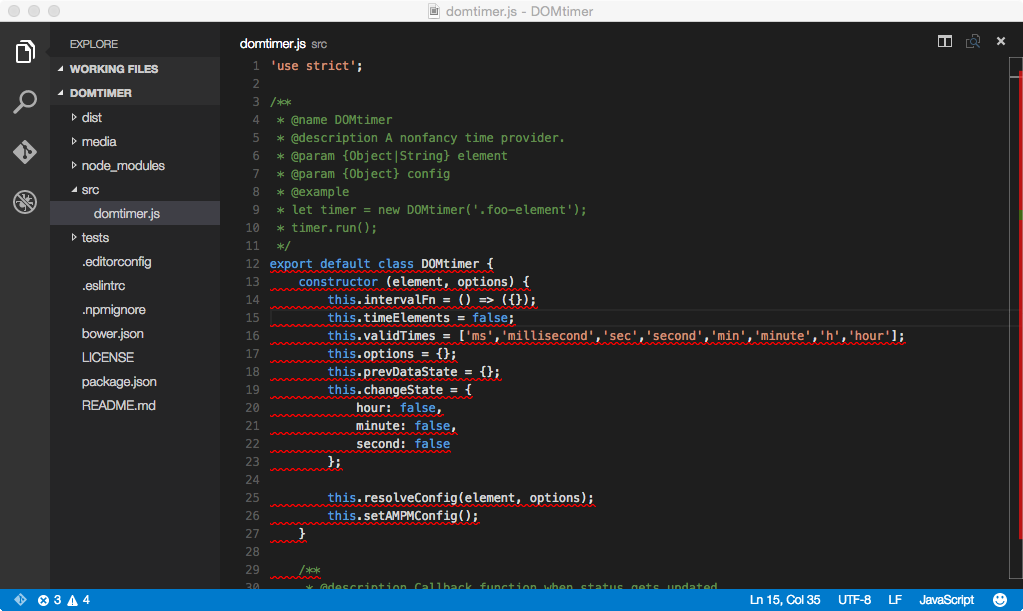 domtimer.js - DOMtimer
EXPLORE
WORKING FILES
DOMTIMER
dist
media
node_modules
src
domtimer.js
tests
.editorconfig
.eslintrc
.npmignore
bower.json
LICENSE
package.json
README.md
domtimer.js src
1 'use strict';
2
3 /**
4 * @name DOMtimer
5 * @description A nonfancy time provider.
6 * @param {Object|String} element
7 * @param {Object} config
8 * @example
9 * let timer = new DOMtimer('.foo-element');
10 * timer.run();
11 */
12 export default class DOMtimer {
13 constructor (element, options) {
14 this.intervalFn = () => ({});
15 this.timeElements = false;
16 this.validTimes = ['ms','millisecond','sec','second','min','minute','h','hour'];
17 this.options = {};
18 this.prevDataState = {};
19 this.changeState = {
20 hour: false,
21 minute: false,
22 second: false
23 };
24
25 this.resolveConfig(element, options);
26 this.setAMPMConfig();
27 }
28
29 /**
30 * @description Callback function when status gets updated
3 4
Ln 15, Col 35 UTF-8 LF JavaScript